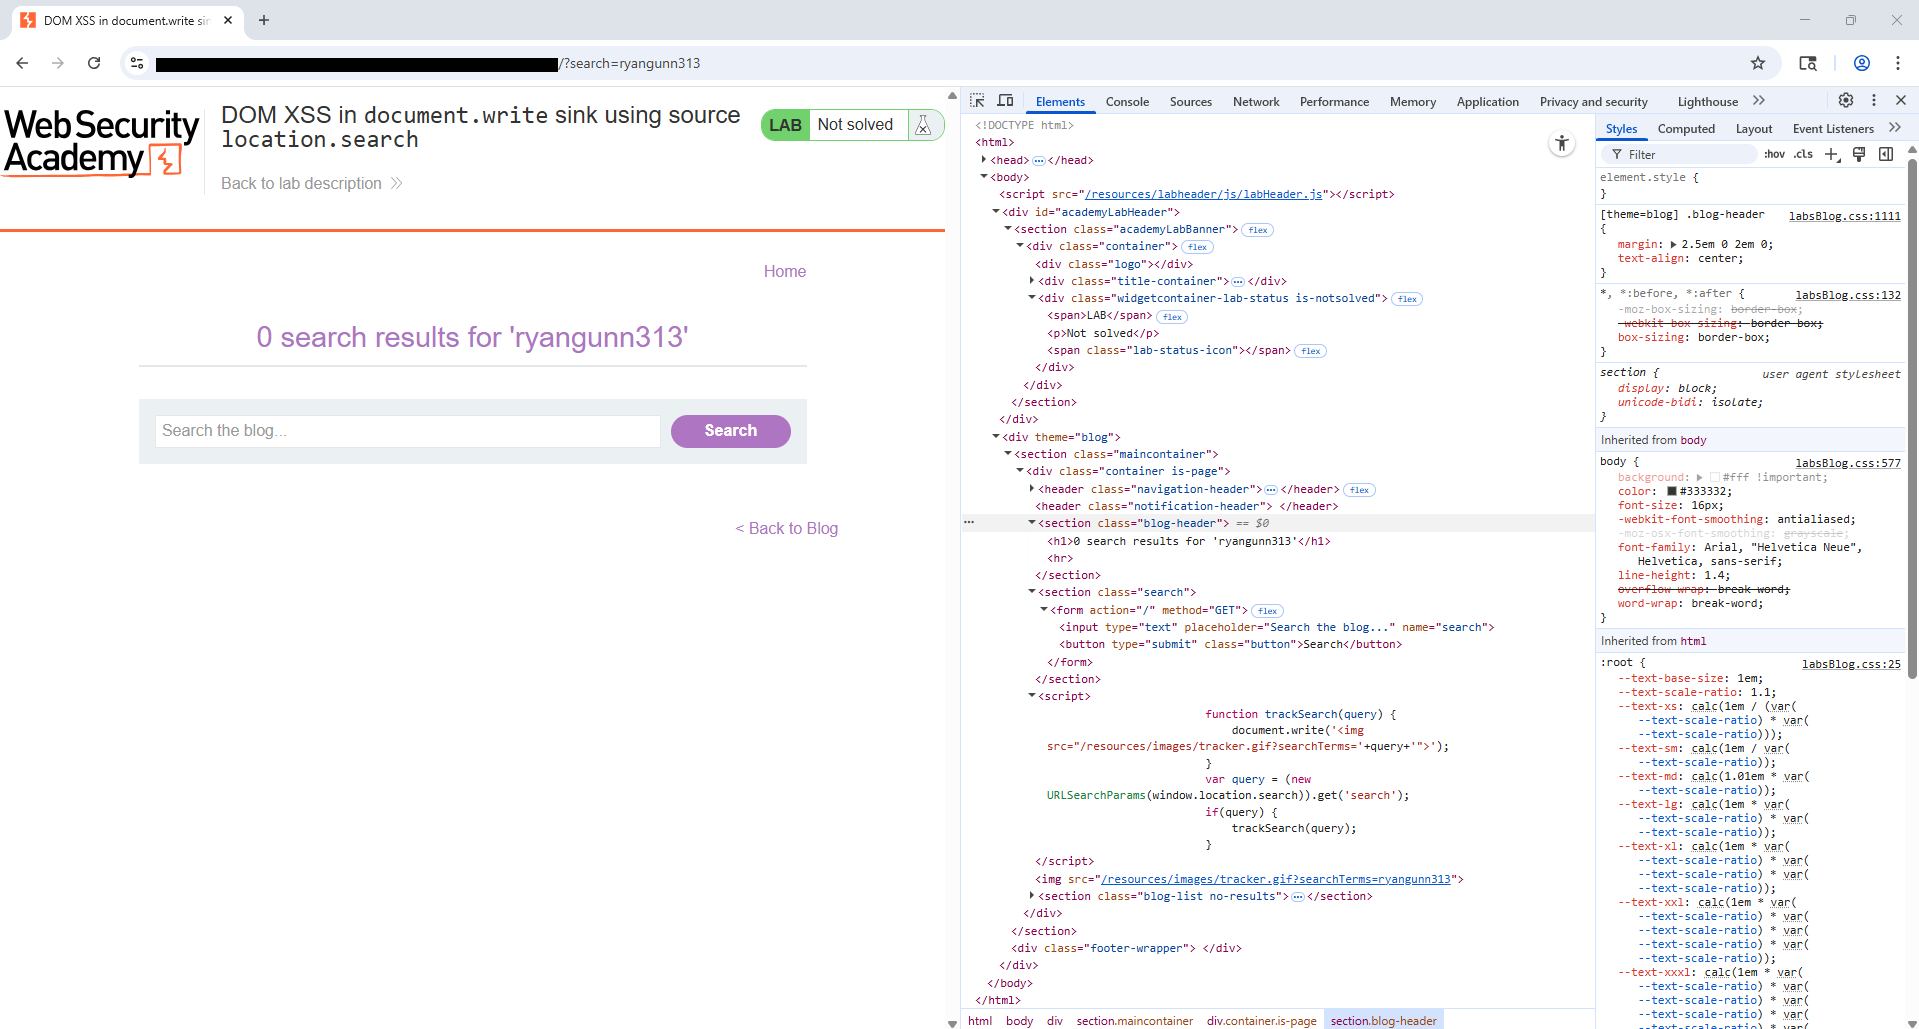 DOM XSS in document.write sin
/?search=ryangunn313
Web Security
Academy
DOM XSS in document.write sink using source
location.search
Back to lab description
LAB Not solved
Home
0 search results for 'ryangunn313'
Search the blog...
Search
< Back to Blog
Elements Console Sources Network Performance Memory Application Privacy and security Lighthouse
<!DOCTYPE html>
<html>
<head> </head>
<body>
<script src="/resources/labheader/js/labHeader.js"></script>
<div id="academyLabHeader">
<section class="academyLabBanner"> flex
<div class="container"> flex
<div class="logo"></div>
<div class="title-container"> </div>
<div class="widgetcontainer-lab-status is-notsolved"> flex
<span>LAB</span> flex
<p>Not solved</p>
<span class="lab-status-icon"></span> flex
</div>
</div>
</section>
</div>
<div theme="blog">
<section class="maincontainer">
<div class="container is-page">
<header class="navigation-header"> </header> flex
<header class="notification-header"> </header>
<section class="blog-header"> == $0
<h1>0 search results for 'ryangunn313'</h1>
<hr>
</section>
<section class="search">
<form action="/" method="GET"> flex
<input type="text" placeholder="Search the blog..." name="search">
<button type="submit" class="button">Search</button>
</form>
</section>
<script>
function trackSearch(query) {
document.write('<img
src="/resources/images/tracker.gif?searchTerms='+query+'">');
}
var query = (new
URLSearchParams(window.location.search)).get('search');
if(query) {
trackSearch(query);
}
</script>
<img src="/resources/images/tracker.gif?searchTerms=ryangunn313">
<section class="blog-list no-results"> </section>
</div>
</section>
<div class="footer-wrapper"> </div>
</div>
</body>
</html>
html body div section.maincontainer div.container.is-page section.blog-header
Styles Computed Layout Event Listeners
Filter :hov .cls
element.style {
}
[theme=blog] .blog-header labsBlog.css:1111
{
margin: 2.5em 0 2em 0;
text-align: center;
}
*, *:before, *:after { labsBlog.css:132
-moz-box-sizing: border-box;
-webkit-box-sizing: border-box;
box-sizing: border-box;
}
section { user agent stylesheet
display: block;
unicode-bidi: isolate;
}
Inherited from body
body { labsBlog.css:577
background: #fff !important;
color: #333332;
font-size: 16px;
-webkit-font-smoothing: antialiased;
-moz-osx-font-smoothing: grayscale;
font-family: Arial, "Helvetica Neue",
Helvetica, sans-serif;
line-height: 1.4;
overflow-wrap: break-word;
word-wrap: break-word;
}
Inherited from html
:root { labsBlog.css:25
--text-base-size: 1em;
--text-scale-ratio: 1.1;
--text-xs: calc(1em / (var(
--text-scale-ratio) * var(
--text-scale-ratio)));
--text-sm: calc(1em / var(
--text-scale-ratio));
--text-md: calc(1.01em * var(
--text-scale-ratio));
--text-lg: calc(1em * var(
--text-scale-ratio) * var(
--text-scale-ratio));
--text-xl: calc(1em * var(
--text-scale-ratio) * var(
--text-scale-ratio) * var(
--text-scale-ratio));
--text-xxl: calc(1em * var(
--text-scale-ratio) * var(
--text-scale-ratio) * var(
--text-scale-ratio) * var(
--text-scale-ratio));
--text-xxxl: calc(1em * var(
--text-scale-ratio) * var(
--text-scale-ratio) * var(
--text-scale-ratio) * var(